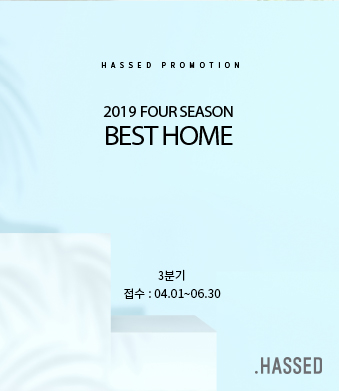 HASSED PROMOTION
2019 FOUR SEASON
BEST HOME
3분기
접수 : 04.01~06.30
.HASSED